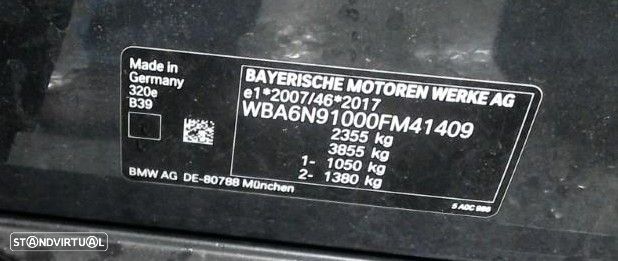 Made in
Germany
320e
B39
BAYERISCHE MOTOREN WERKE AG
e1*2007/46*2017
WBA6N91000FM41409
2355 kg
3855 kg
1- 1050 kg
2- 1380 kg
BMW AG DE-80788 München
STANDVIRTUAL